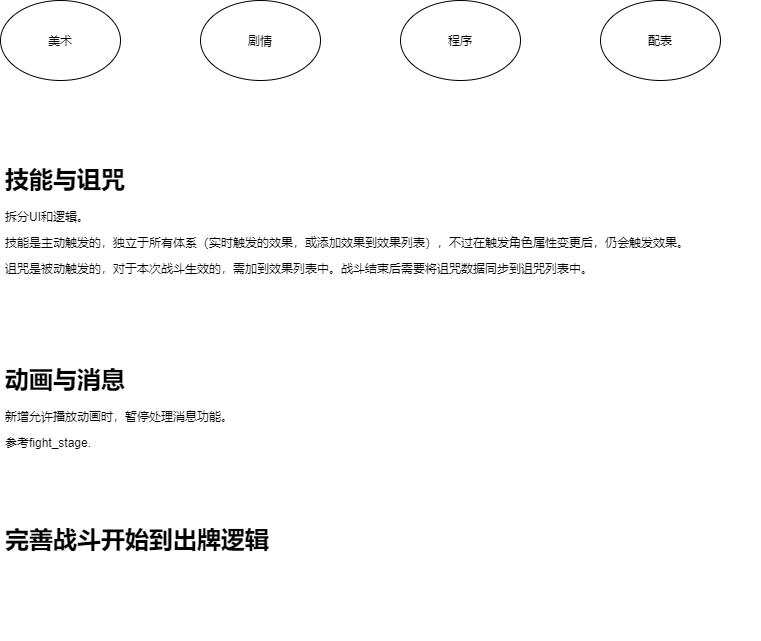 美术
剧情
程序
配表
技能与诅咒
拆分UI和逻辑。
技能是主动触发的，独立于所有体系（实时触发的效果，或添加效果到效果列表），不过在触发角色属性变更后，仍会触发效果。
诅咒是被动触发的，对于本次战斗生效的，需加到效果列表中。战斗结束后需要将诅咒数据同步到诅咒列表中。
动画与消息
新增允许播放动画时，暂停处理消息功能。
参考fight_stage.
完善战斗开始到出牌逻辑